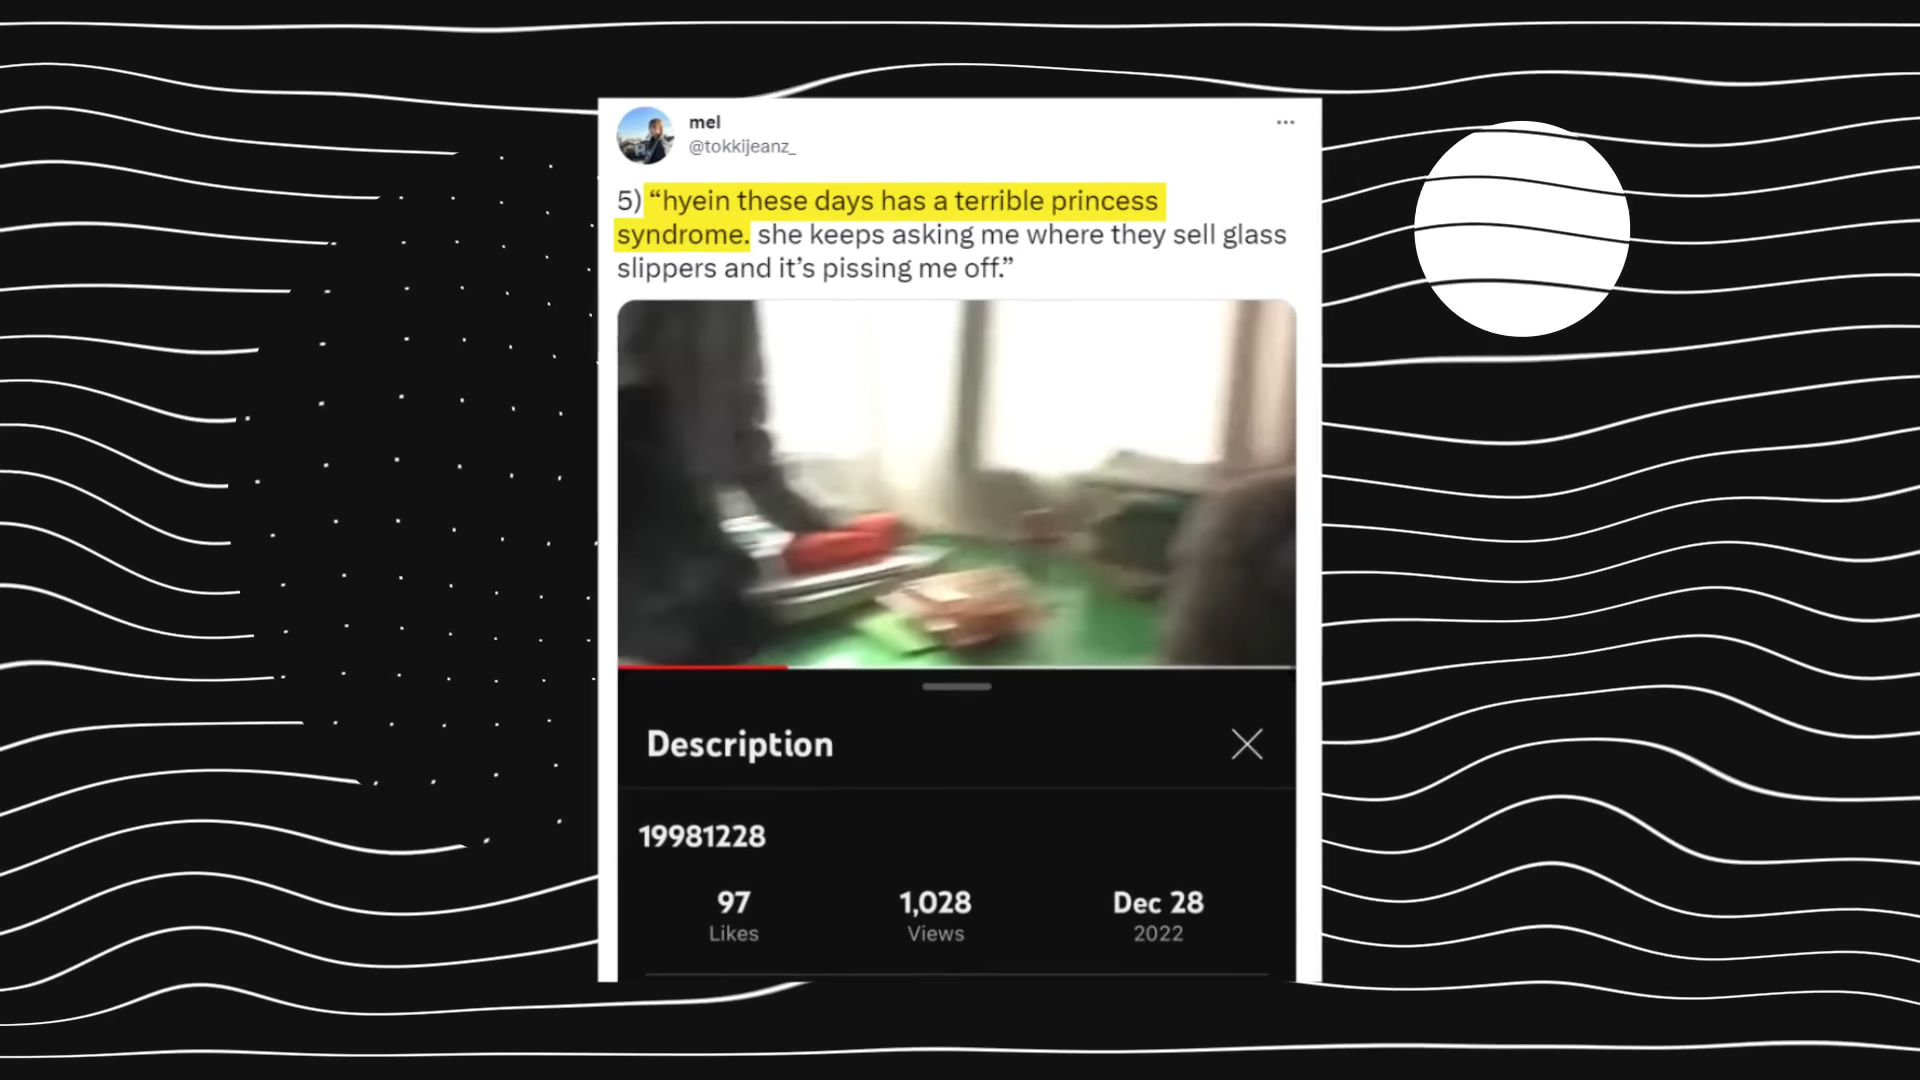 mel
@tokkijeanz_
5) “hyein these days has a terrible princess
syndrome. she keeps asking me where they sell glass
slippers and it’s pissing me off.”
Description
19981228
97
Likes
1,028
Views
Dec 28
2022